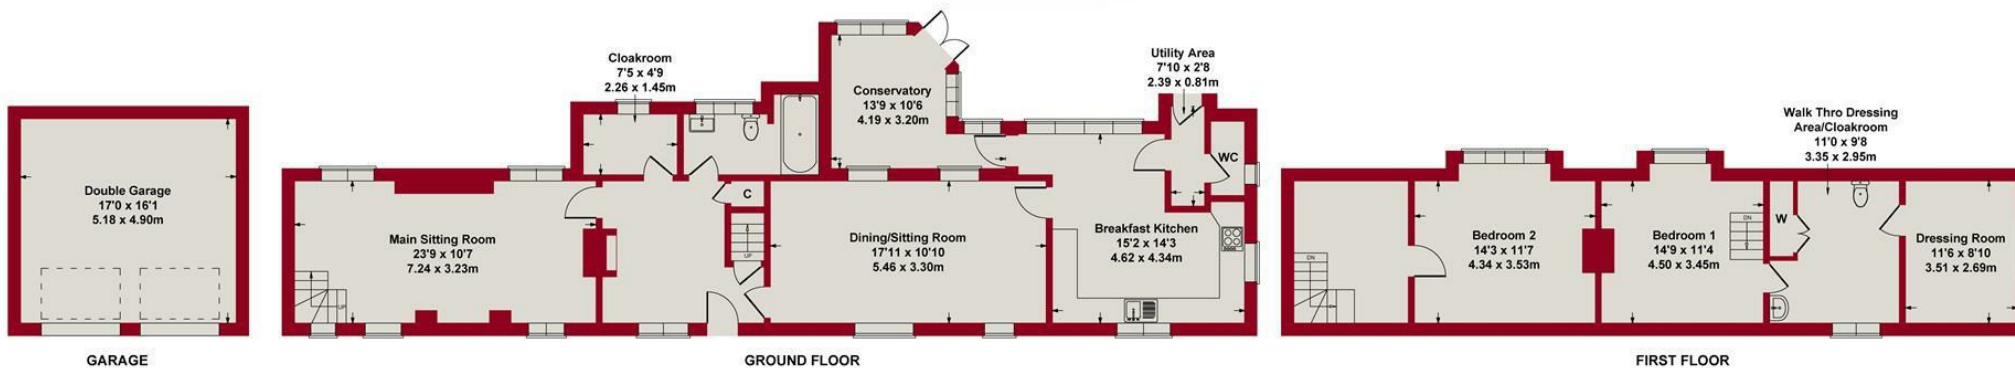 Double Garage
17'0 x 16'1
5.18 x 4.90m
GARAGE
Cloakroom
7'5 x 4'9
2.26 x 1.45m
Main Sitting Room
23'9 x 10'7
7.24 x 3.23m
UP
C
UP
Conservatory
13'9 x 10'6
4.19 x 3.20m
Dining/Sitting Room
17'11 x 10'10
5.46 x 3.30m
Utility Area
7'10 x 2'8
2.39 x 0.81m
WC
Breakfast Kitchen
15'2 x 14'3
4.62 x 4.34m
GROUND FLOOR
DN
Bedroom 2
14'3 x 11'7
4.34 x 3.53m
Bedroom 1
14'9 x 11'4
4.50 x 3.45m
DN
W
Walk Thro Dressing
Area/Cloakroom
11'0 x 9'8
3.35 x 2.95m
Dressing Room
11'6 x 8'10
3.51 x 2.69m
FIRST FLOOR